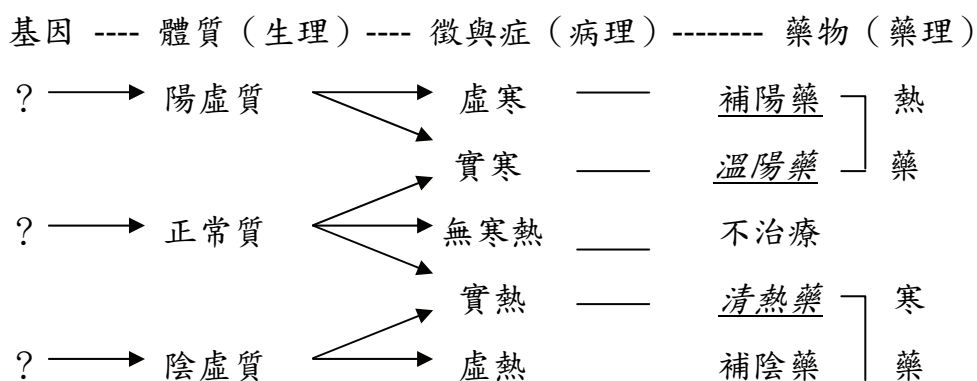 基因 ---- 體質（生理）---- 徵與症（病理）-------- 藥物（藥理）
? 陽虛質 虛寒 補陽藥 熱
實寒 溫陽藥 藥
? 正常質 無寒熱 不治療
實熱 清熱藥 寒
? 陰虛質 虛熱 補陰藥 藥